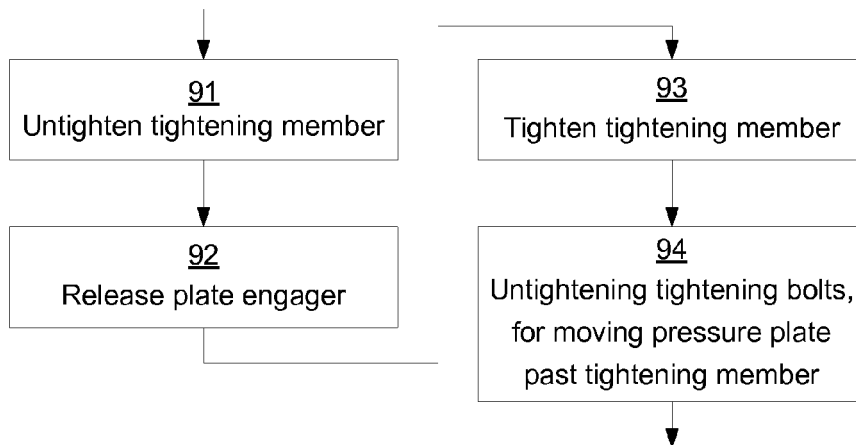 91
Untighten tightening member
92
Release plate engager
93
Tighten tightening member
94
Untightening tightening bolts,
for moving pressure plate
past tightening member